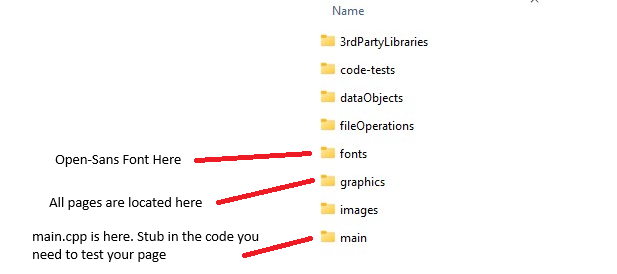 Name
3rdPartyLibraries
code-tests
dataObjects
fileOperations
Open-Sans Font Here
fonts
All pages are located here
graphics
images
main.cpp is here. Stub in the code you
need to test your page
main